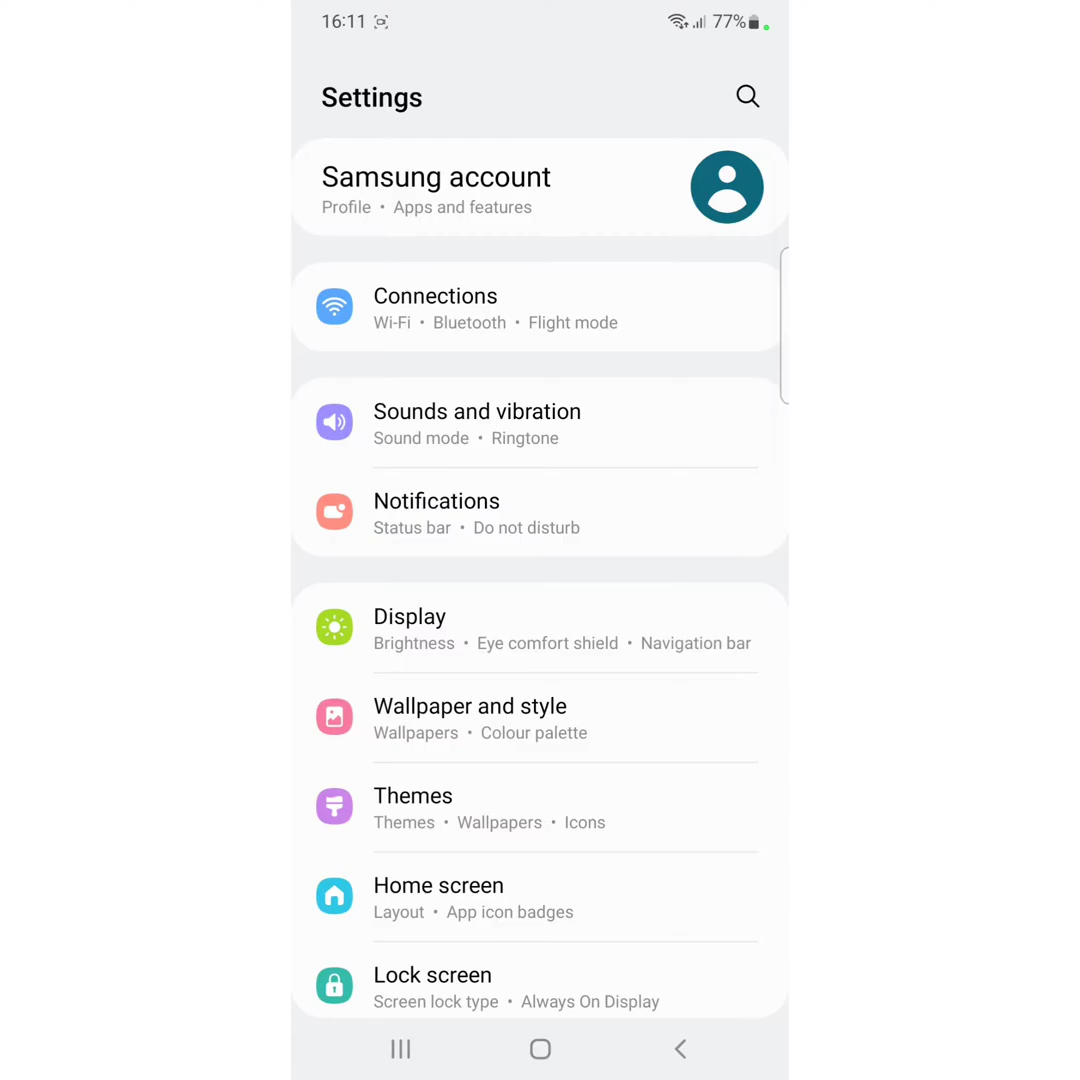 16:11 77%
Settings
Samsung account
Profile • Apps and features
Connections
Wi-Fi • Bluetooth • Flight mode
Sounds and vibration
Sound mode • Ringtone
Notifications
Status bar • Do not disturb
Display
Brightness • Eye comfort shield • Navigation bar
Wallpaper and style
Wallpapers • Colour palette
Themes
Themes • Wallpapers • Icons
Home screen
Layout • App icon badges
Lock screen
Screen lock type • Always On Display